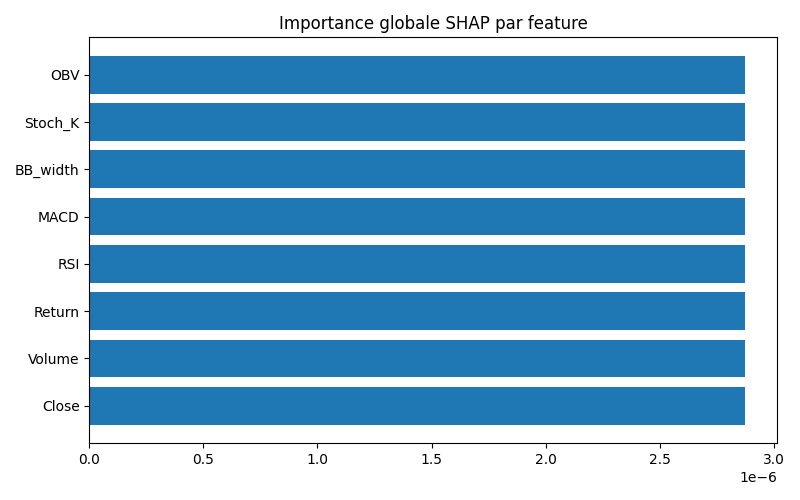 Importance globale SHAP par feature
OBV
Stoch_K
BB_width
MACD
RSI
Return
Volume
Close
0.0 0.5 1.0 1.5 2.0 2.5 3.0
1e−6